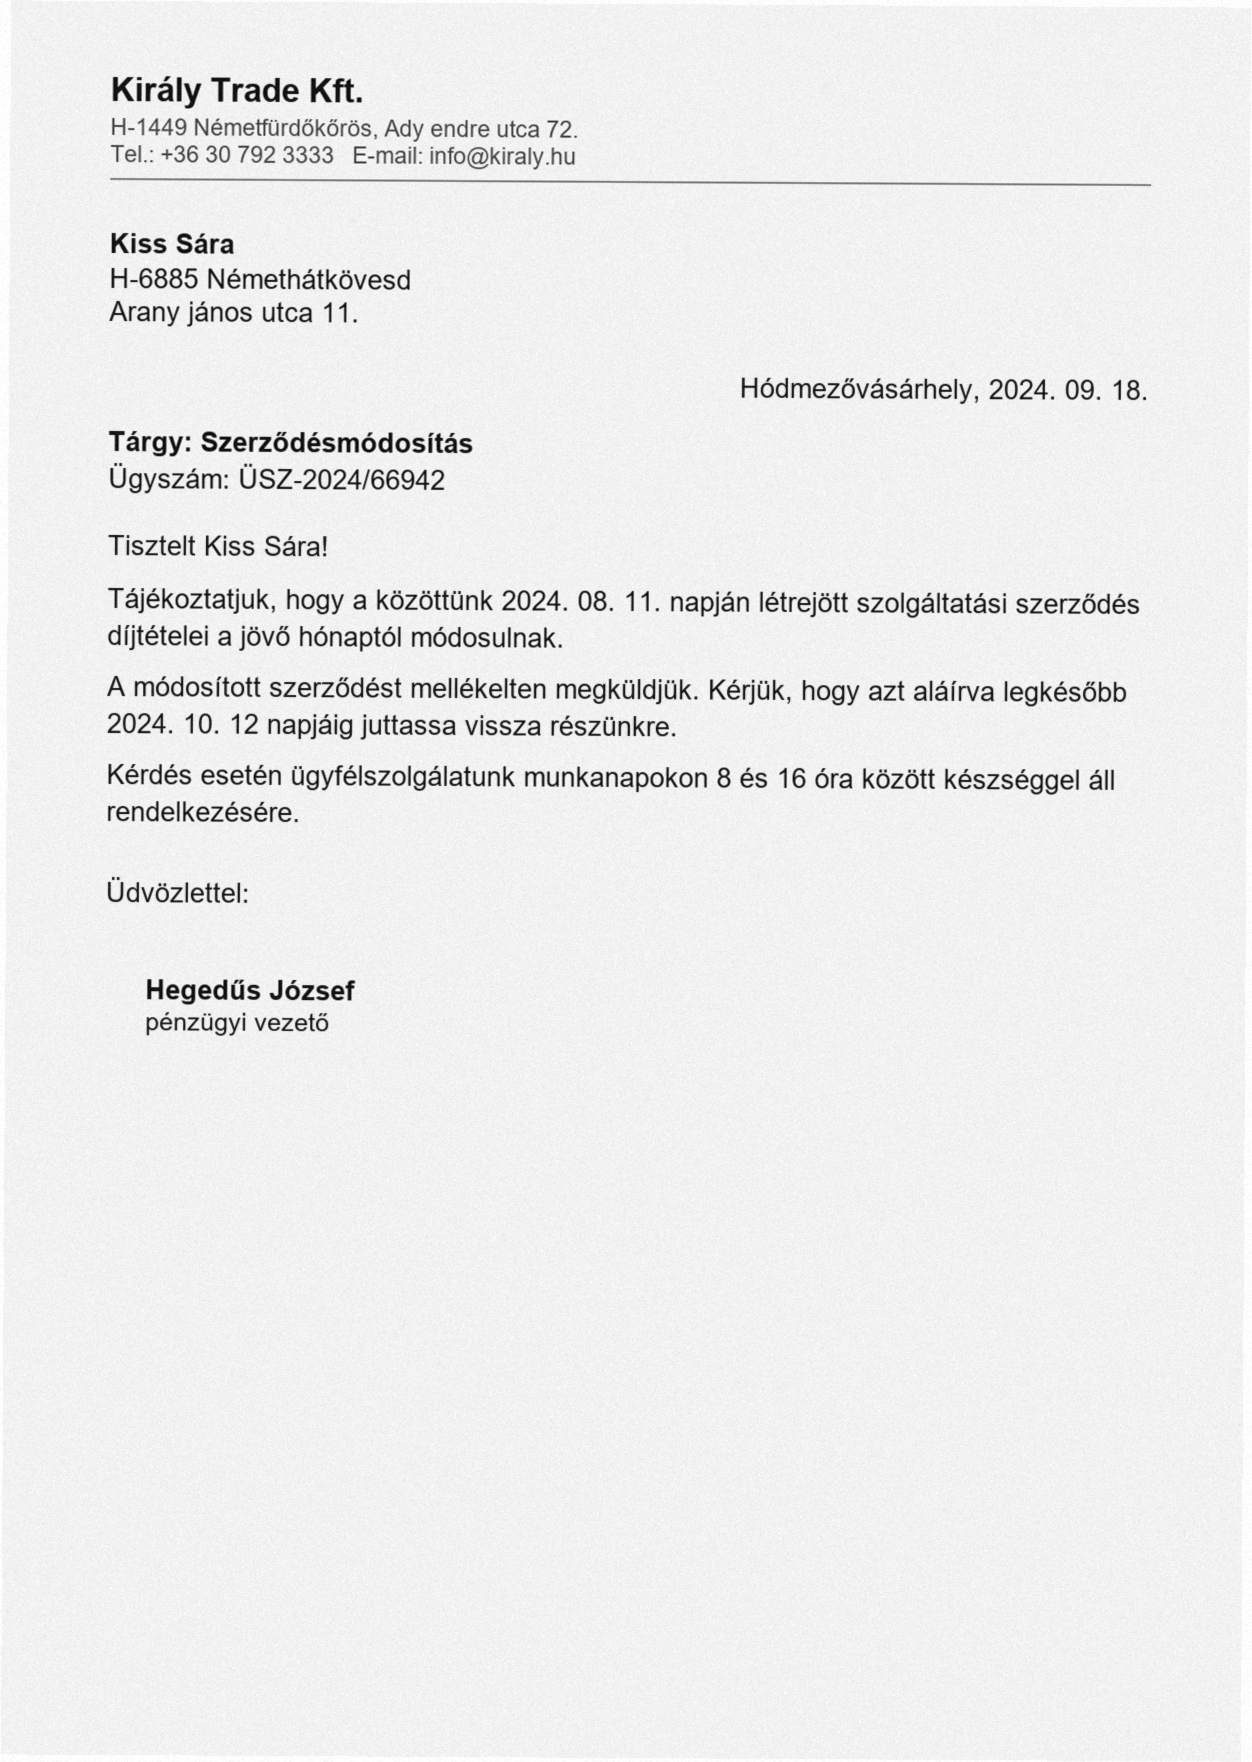 Király Trade Kft.
H-1449 Németfürdőkőrös, Ady endre utca 72.
Tel.: +36 30 792 3333   E-mail: info@kiraly.hu
Kiss Sára
H-6885 Némethátkövesd
Arany jános utca 11.
Hódmezővásárhely, 2024. 09. 18.
Tárgy: Szerződésmódosítás
Ügyszám: ÜSZ-2024/66942
Tisztelt Kiss Sára!
Tájékoztatjuk, hogy a közöttünk 2024. 08. 11. napján létrejött szolgáltatási szerződés
díjtételei a jövő hónaptól módosulnak.
A módosított szerződést mellékelten megküldjük. Kérjük, hogy azt aláírva legkésőbb
2024. 10. 12 napjáig juttassa vissza részünkre.
Kérdés esetén ügyfélszolgálatunk munkanapokon 8 és 16 óra között készséggel áll
rendelkezésére.
Üdvözlettel:
Hegedűs József
pénzügyi vezető